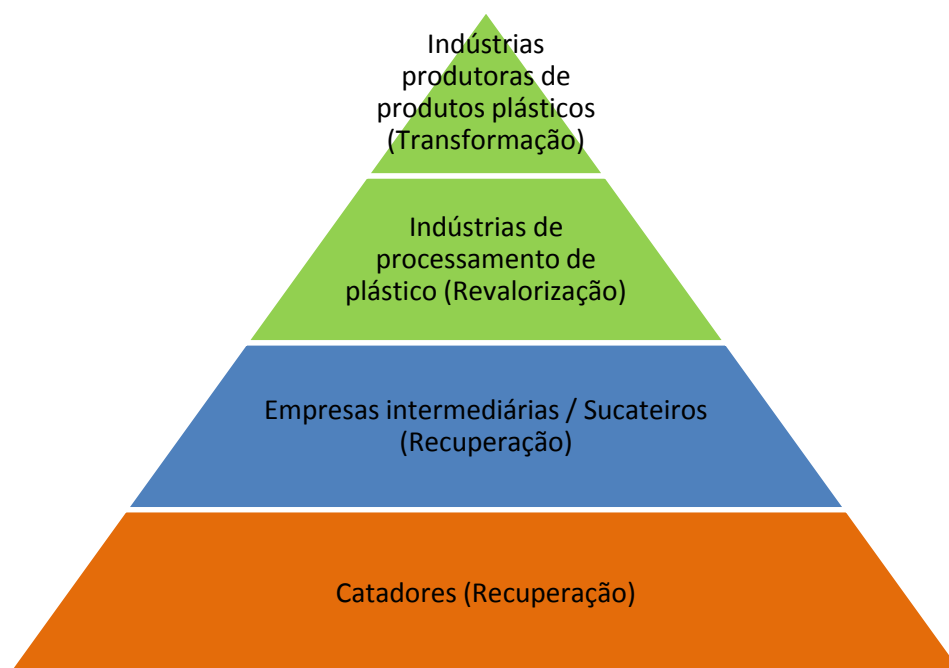 Indústrias
produtoras de
produtos plásticos
(Transformação)
Indústrias de
processamento de
plástico (Revalorização)
Empresas intermediárias / Sucateiros
(Recuperação)
Catadores (Recuperação)